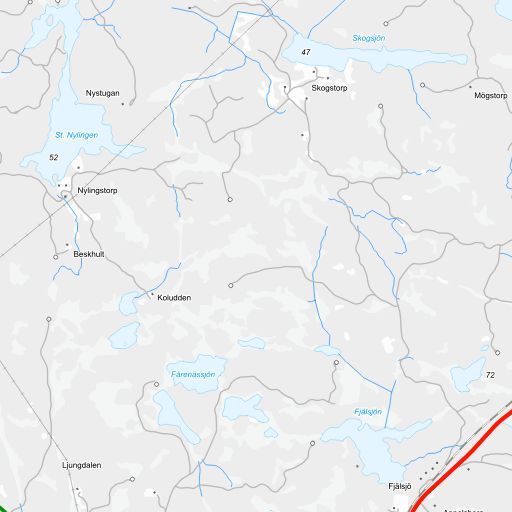 Skogsjön
47
Skogstorp
Nystugan
Mögstorp
St. Nylingen
52
Nylingstorp
Beskhult
Koludden
Färenässjön
72
Fjälsjön
Ljungdalen
Fjälsjö